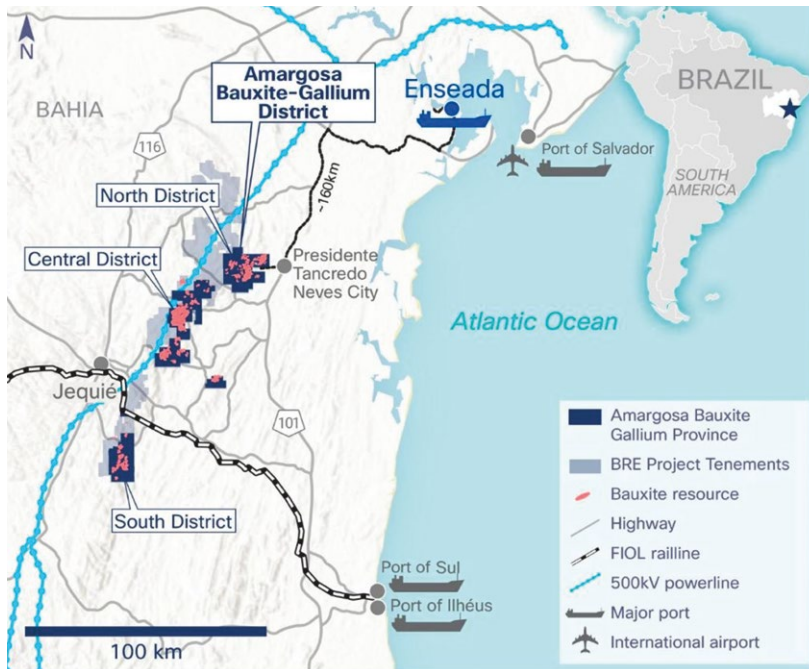 N
Amargosa
Bauxite-Gallium
District
BAHIA
116
North District
Central District
~160km
Enseada
Port of Salvador
Presidente
Tancredo
Neves City
BRAZIL
SOUTH
AMERICA
Atlantic Ocean
Jequié
101
South District
Port of Sul
Port of Ilhéus
100 km
Amargosa Bauxite
Gallium Province
BRE Project Tenements
Bauxite resource
Highway
FIOL railline
500kV powerline
Major port
International airport